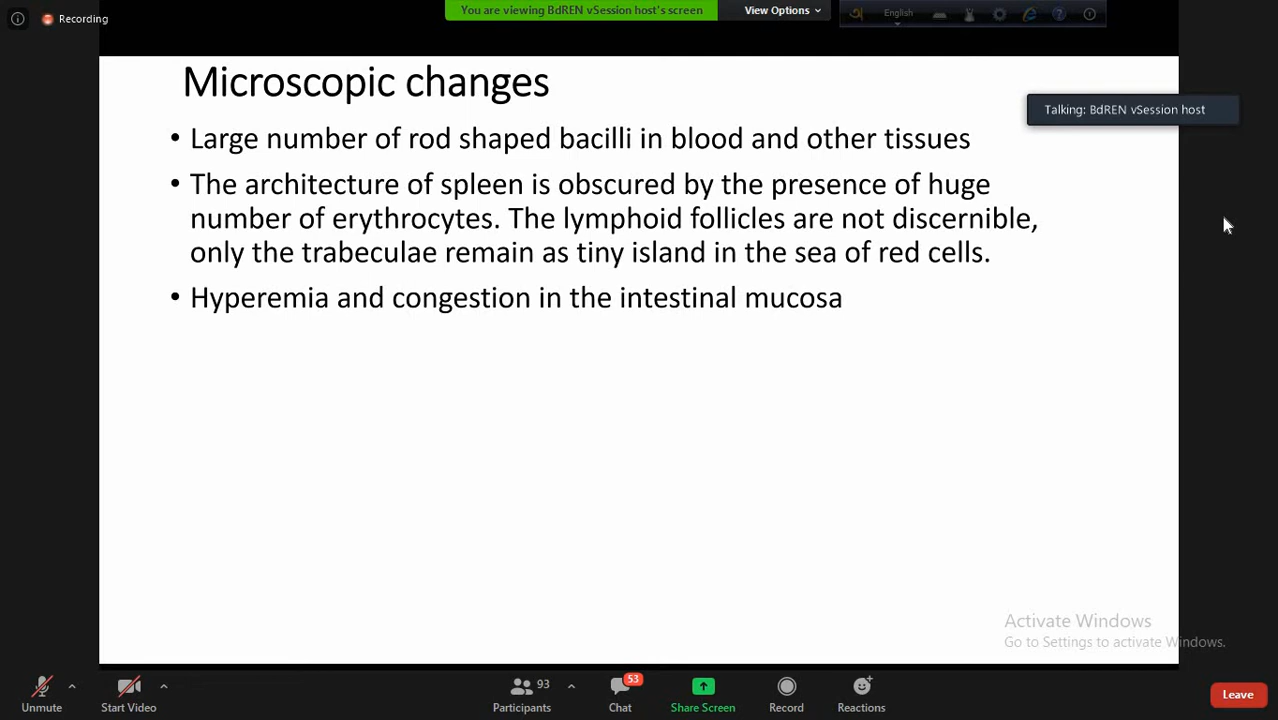 Recording
You are viewing BdREN vSession host's screen
View Options
English
Microscopic changes
Talking: BdREN vSession host
• Large number of rod shaped bacilli in blood and other tissues
• The architecture of spleen is obscured by the presence of huge
number of erythrocytes. The lymphoid follicles are not discernible,
only the trabeculae remain as tiny island in the sea of red cells.
• Hyperemia and congestion in the intestinal mucosa
Activate Windows
Go to Settings to activate Windows.
93
53
Unmute
Start Video
Participants
Chat
Share Screen
Record
Reactions
Leave